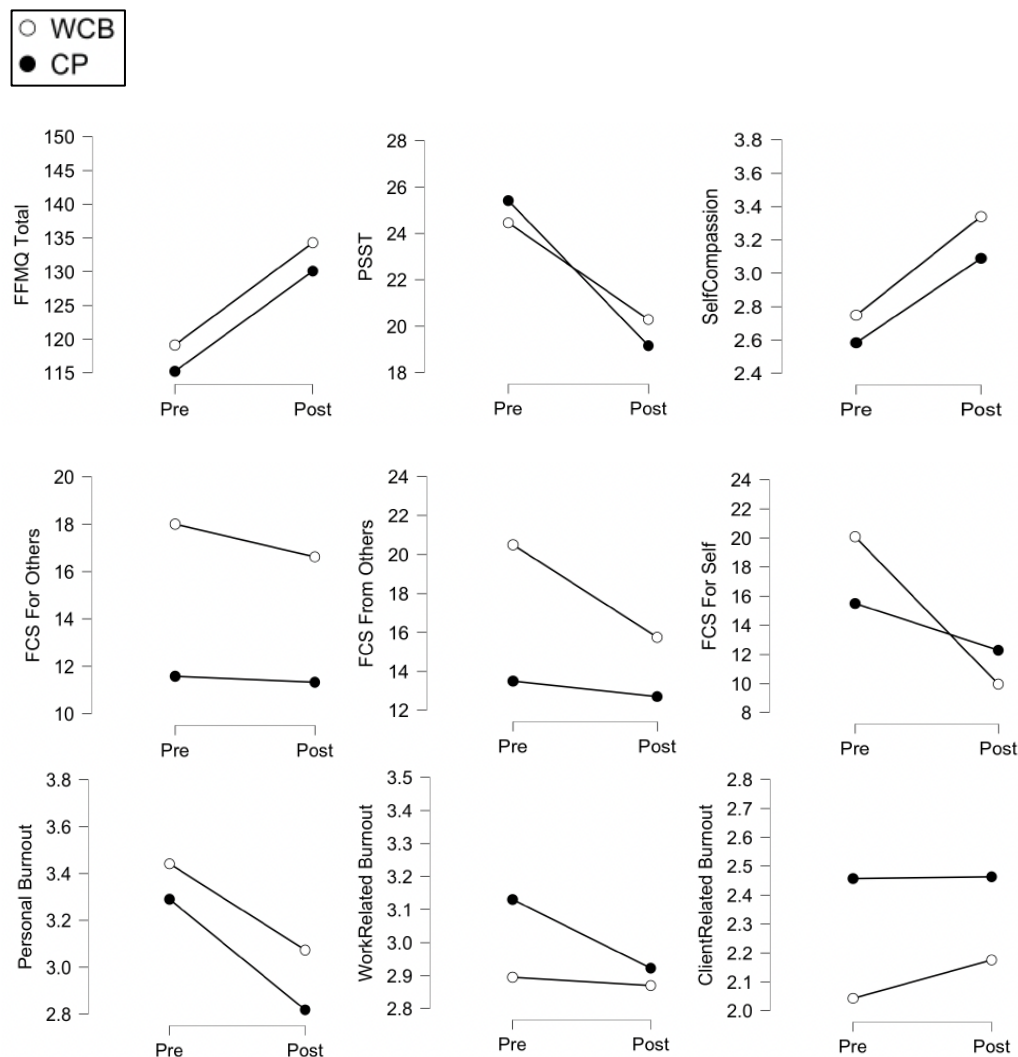 WCB
CP
FFMQ Total
150
145
140
135
130
125
120
115
Pre
Post
PSST
28
26
24
22
20
18
Pre
Post
SelfCompassion
3.8
3.6
3.4
3.2
3.0
2.8
2.6
2.4
Pre
Post
FCS For Others
20
18
16
14
12
10
Pre
Post
FCS From Others
24
22
20
18
16
14
12
Pre
Post
FCS For Self
24
22
20
18
16
14
12
10
8
Pre
Post
Personal Burnout
3.8
3.6
3.4
3.2
3.0
2.8
Pre
Post
WorkRelated Burnout
3.5
3.4
3.3
3.2
3.1
3.0
2.9
2.8
Pre
Post
ClientRelated Burnout
2.8
2.7
2.6
2.5
2.4
2.3
2.2
2.1
2.0
Pre
Post